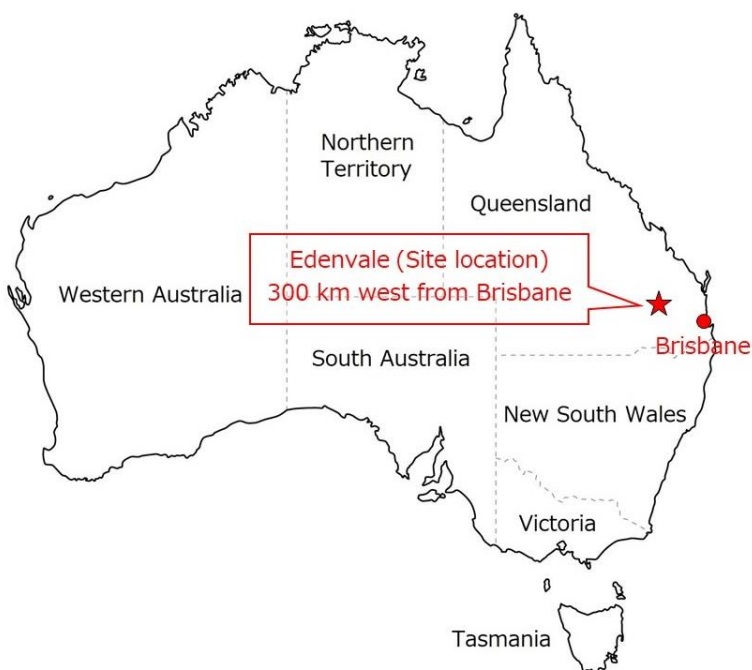 Northern
Territory
Queensland
Edenvale (Site location)
300 km west from Brisbane
Western Australia
Brisbane
South Australia
New South Wales
Victoria
Tasmania